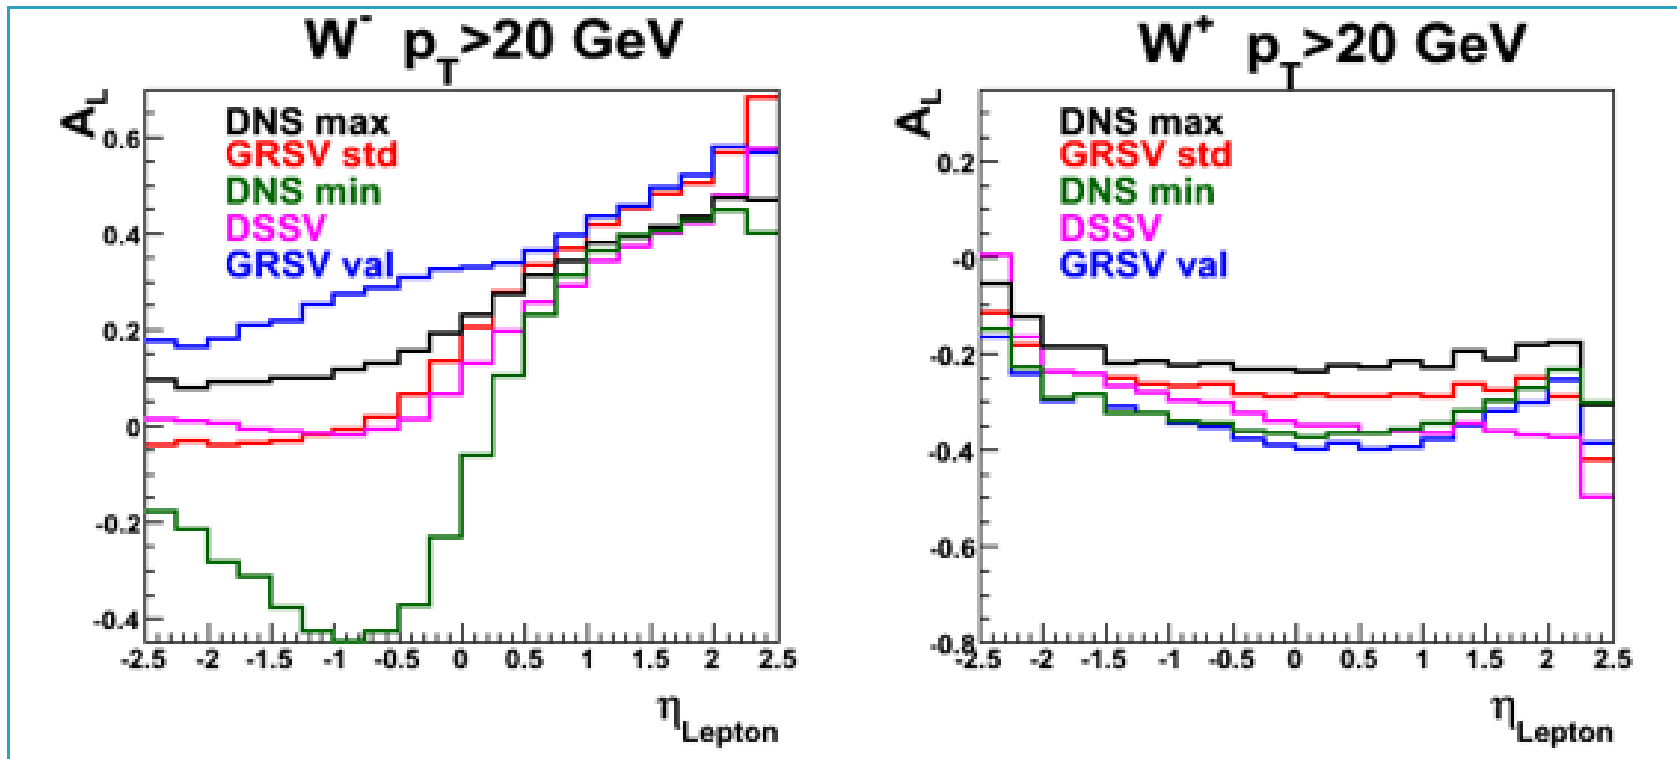 W⁻ p_T>20 GeV
A_L
DNS max
GRSV std
DNS min
DSSV
GRSV val
0.6
0.4
0.2
0
-0.2
-0.4
-2.5 -2 -1.5 -1 -0.5 0 0.5 1 1.5 2 2.5
η_Lepton
W⁺ p_T>20 GeV
A_L
DNS max
GRSV std
DNS min
DSSV
GRSV val
0.2
-0
-0.2
-0.4
-0.6
-0.8
-2.5 -2 -1.5 -1 -0.5 0 0.5 1 1.5 2 2.5
η_Lepton